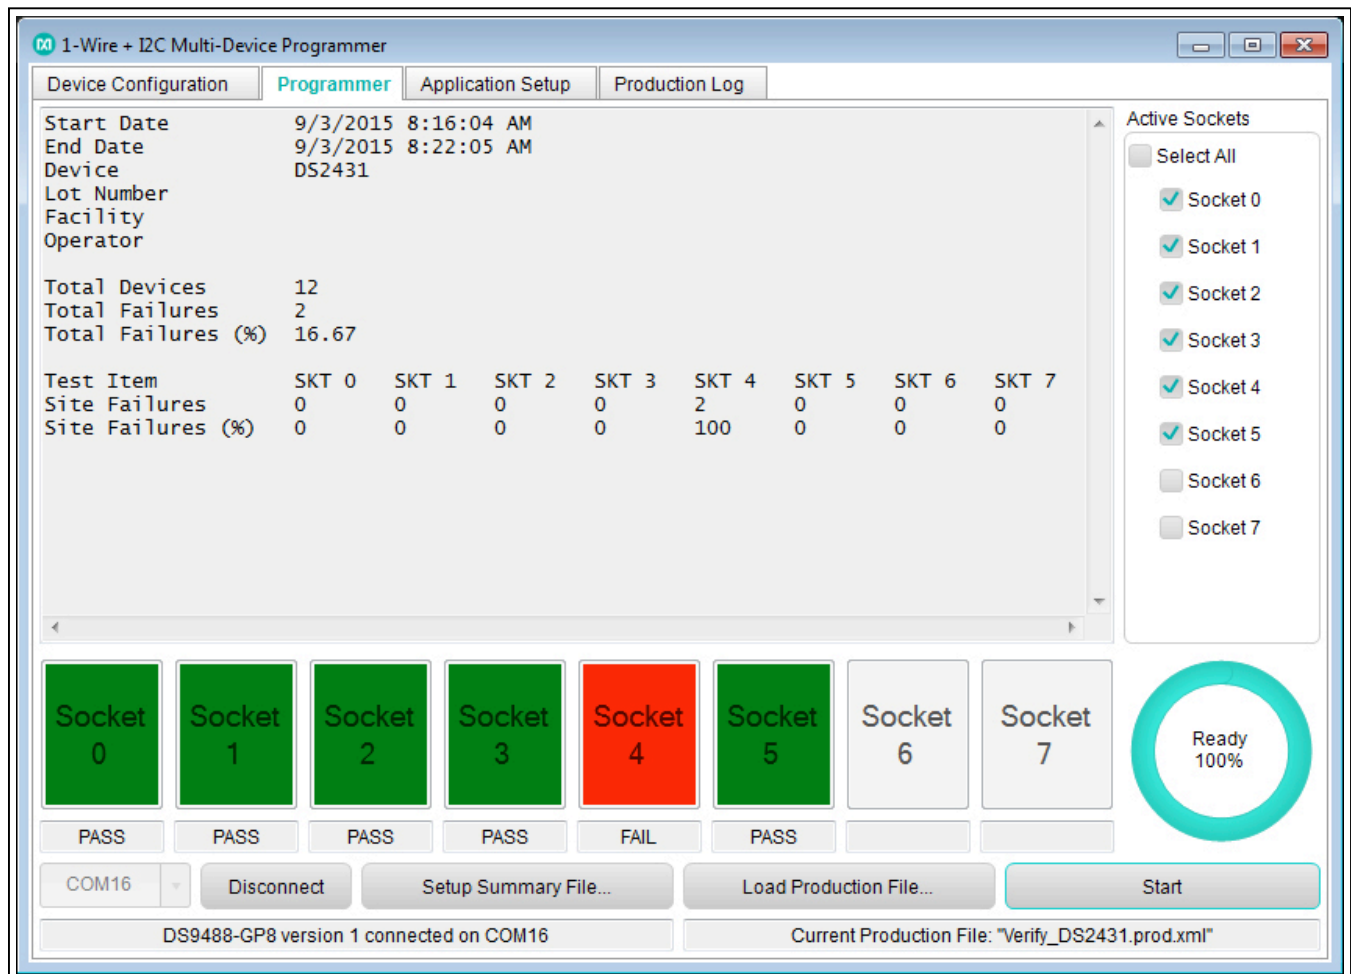 1-Wire + I2C Multi-Device Programmer
Device Configuration Programmer Application Setup Production Log
Start Date 9/3/2015 8:16:04 AM
End Date 9/3/2015 8:22:05 AM
Device DS2431
Lot Number
Facility
Operator
Total Devices 12
Total Failures 2
Total Failures (%) 16.67
Test Item SKT 0 SKT 1 SKT 2 SKT 3 SKT 4 SKT 5 SKT 6 SKT 7
Site Failures 0 0 0 0 2 0 0 0
Site Failures (%) 0 0 0 0 100 0 0 0
Active Sockets
Select All
Socket 0
Socket 1
Socket 2
Socket 3
Socket 4
Socket 5
Socket 6
Socket 7
Socket 0
Socket 1
Socket 2
Socket 3
Socket 4
Socket 5
Socket 6
Socket 7
Ready
100%
PASS PASS PASS PASS FAIL PASS
COM16 Disconnect Setup Summary File... Load Production File... Start
DS9488-GP8 version 1 connected on COM16 Current Production File: "Verify_DS2431.prod.xml"